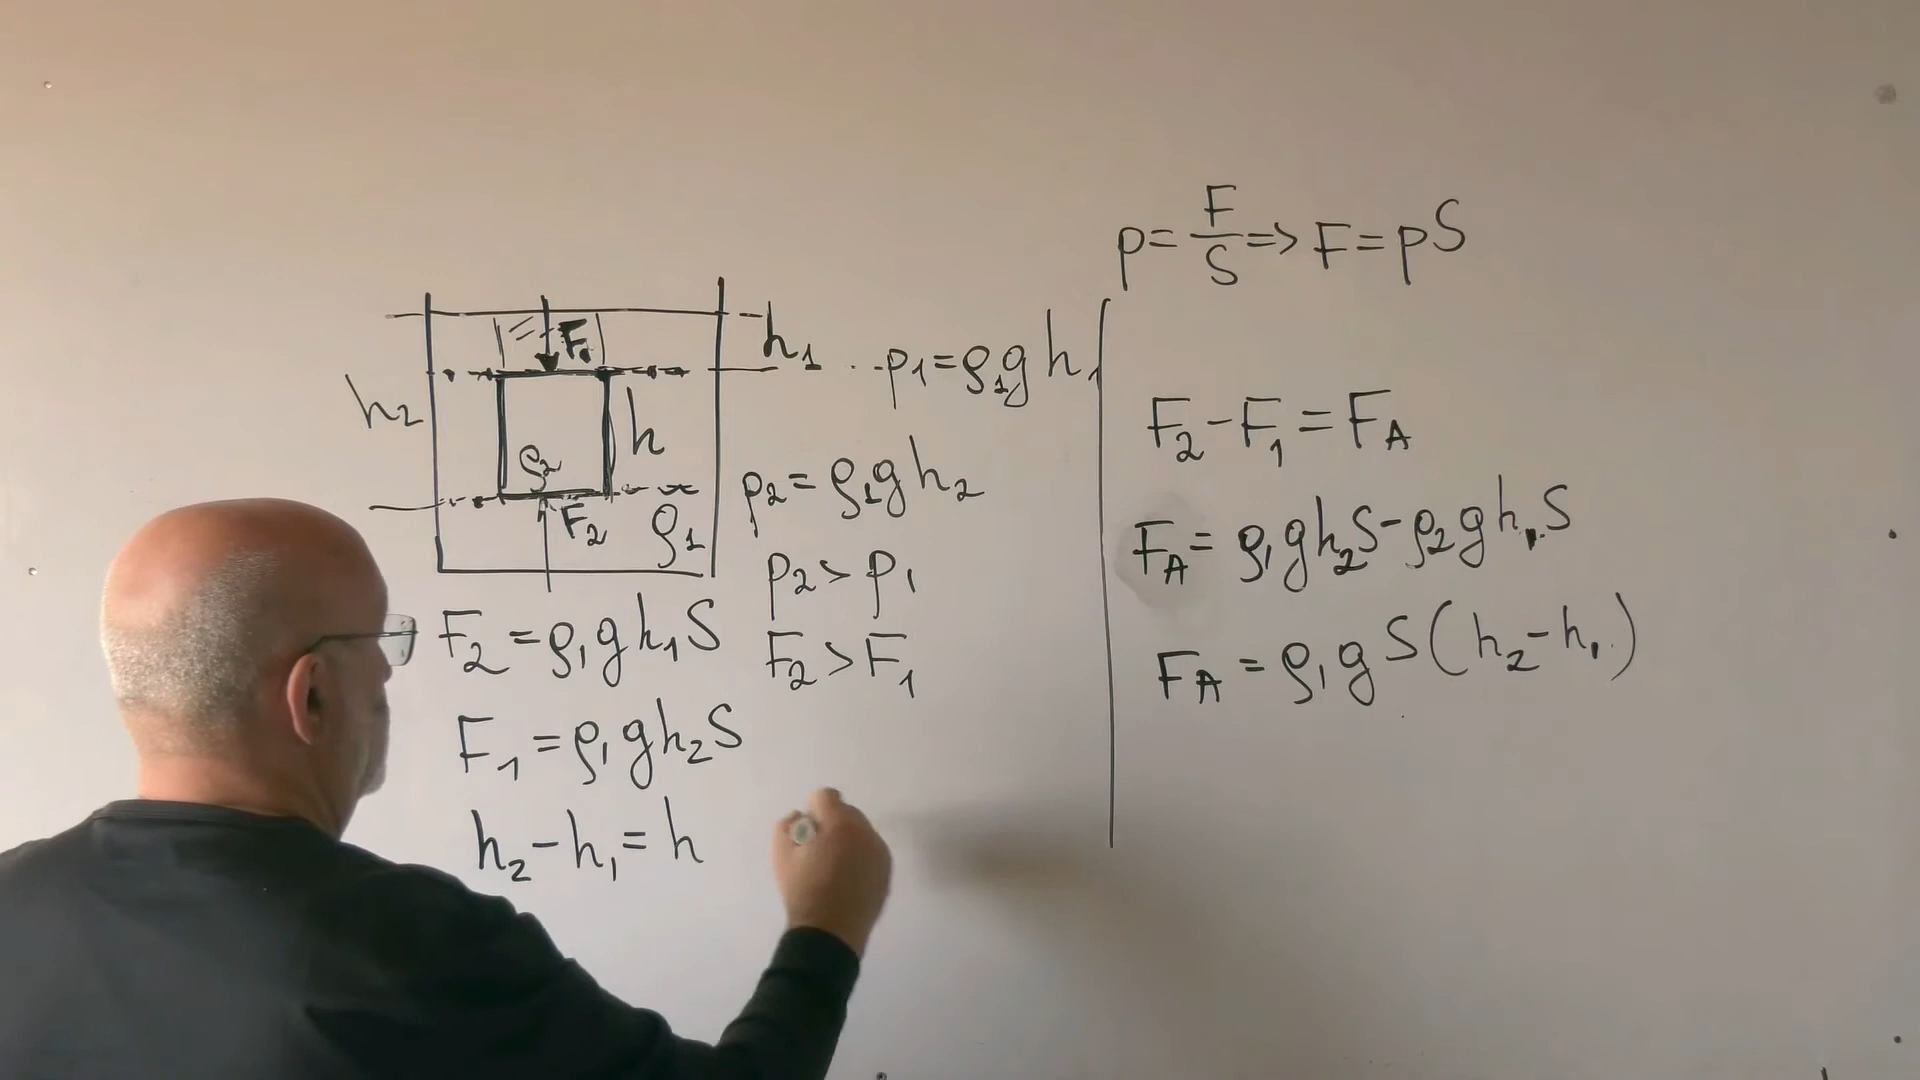 F₁
h₁
h₂
h
ρ₂
F₂
ρ₁
...p₁=ρ₁gh₁
p₂=ρ₁gh₂
p₂>p₁
F₂>F₁
F₂=ρ₁gh₁S
F₁=ρ₁gh₂S
h₂-h₁=h
p=F/S=>F=pS
F₂-F₁=F_A
F_A=ρ₁gh₂S-ρ₂gh₁S
F_A=ρ₁gS(h₂-h₁)